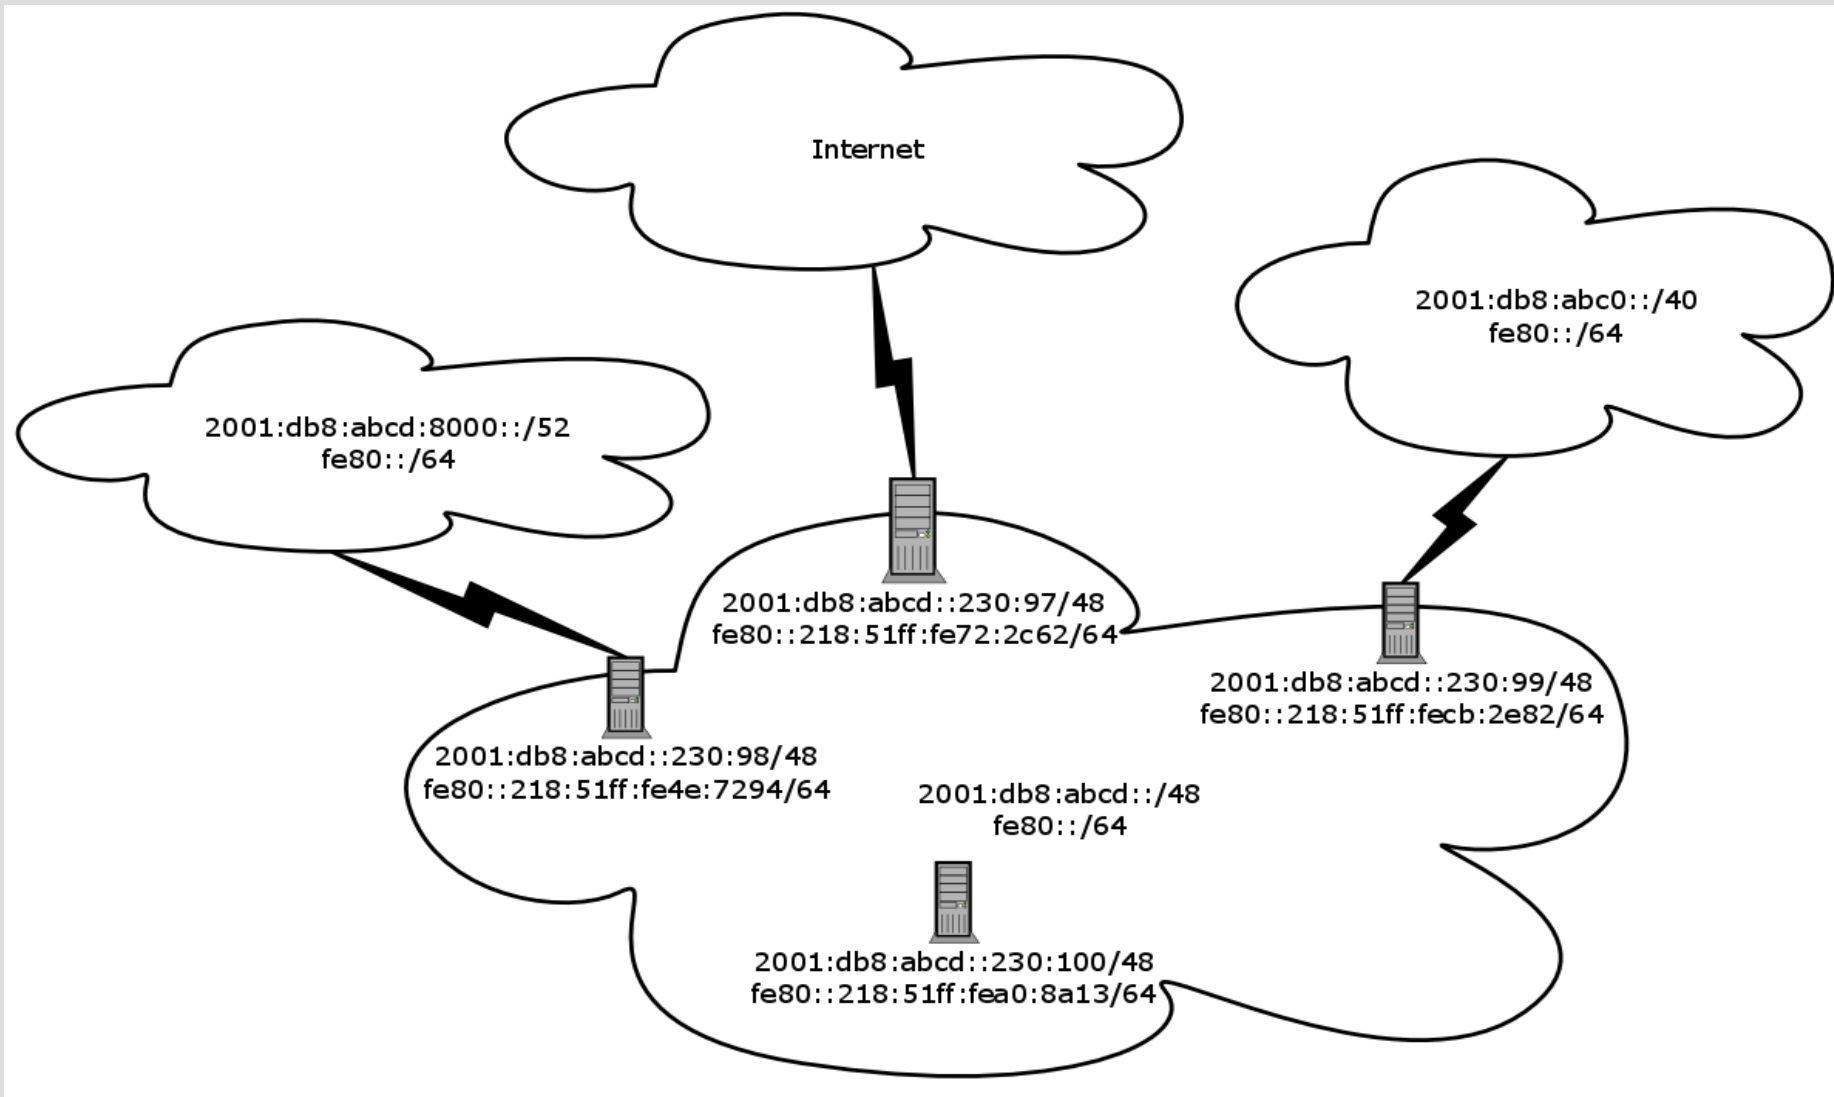 Internet
2001:db8:abc0::/40
fe80::/64
2001:db8:abcd:8000::/52
fe80::/64
2001:db8:abcd::230:97/48
fe80::218:51ff:fe72:2c62/64
2001:db8:abcd::230:99/48
fe80::218:51ff:fecb:2e82/64
2001:db8:abcd::230:98/48
fe80::218:51ff:fe4e:7294/64
2001:db8:abcd::/48
fe80::/64
2001:db8:abcd::230:100/48
fe80::218:51ff:fea0:8a13/64